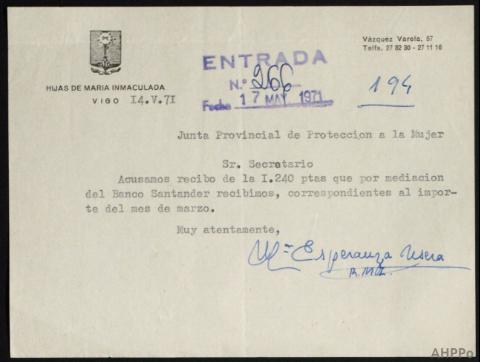 Vázquez Varela, 57
Telfs. 27 82 30 - 27 11 16
HIJAS DE MARIA INMACULADA
VIGO 14.V.71
ENTRADA
N.º 266
Fecha 17 MAY. 1971
194
Junta Provincial de Proteccion a la Mujer
Sr. Secretario
Acusamos recibo de la I.240 ptas que por mediacion
del Banco Santander recibimos, correspondientes al impor-
te del mes de marzo.
Muy atentamente,
Mª Esperanza Usera
R.M.I.
AHPPo